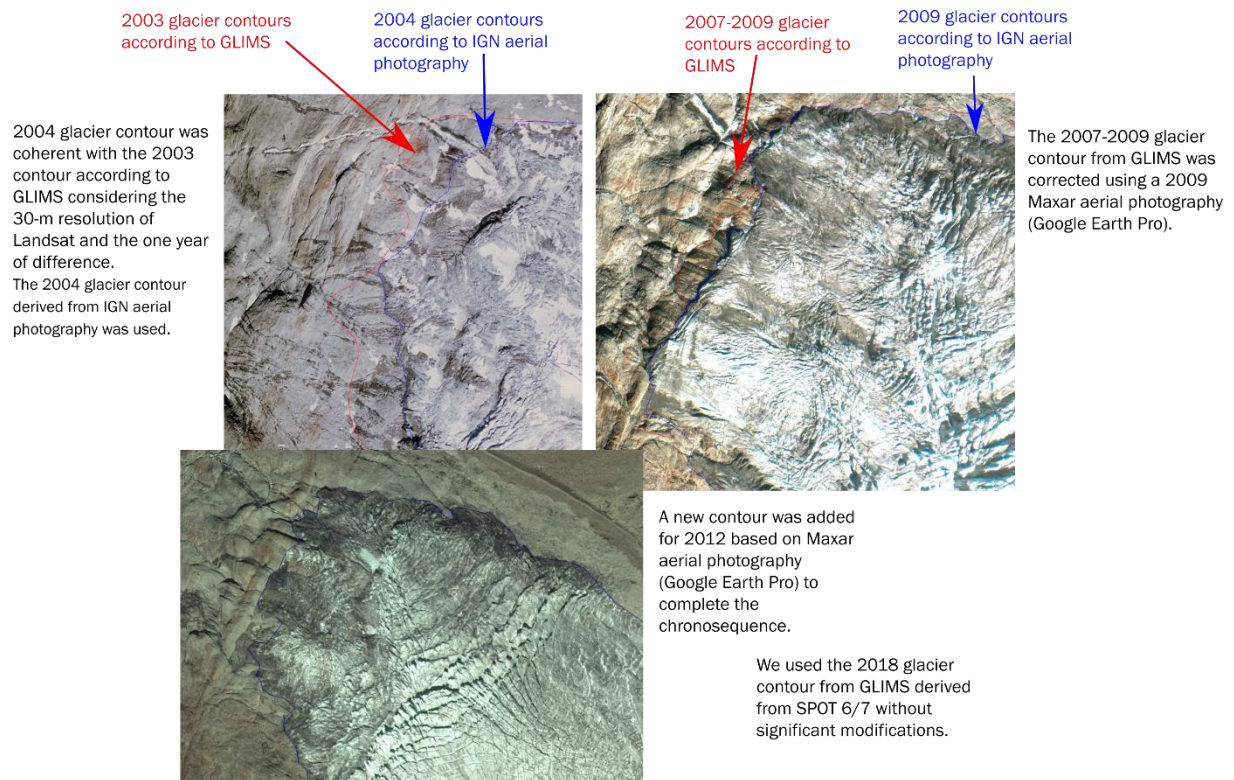 2003 glacier contours
according to GLIMS
2004 glacier contours
according to IGN aerial
photography
2007-2009 glacier
contours according to
GLIMS
2009 glacier contours
according to IGN aerial
photography
2004 glacier contour was
coherent with the 2003
contour according to
GLIMS considering the
30-m resolution of
Landsat and the one year
of difference.
The 2004 glacier contour
derived from IGN aerial
photography was used.
The 2007-2009 glacier
contour from GLIMS was
corrected using a 2009
Maxar aerial photography
(Google Earth Pro).
A new contour was added
for 2012 based on Maxar
aerial photography
(Google Earth Pro) to
complete the
chronosequence.
We used the 2018 glacier
contour from GLIMS derived
from SPOT 6/7 without
significant modifications.